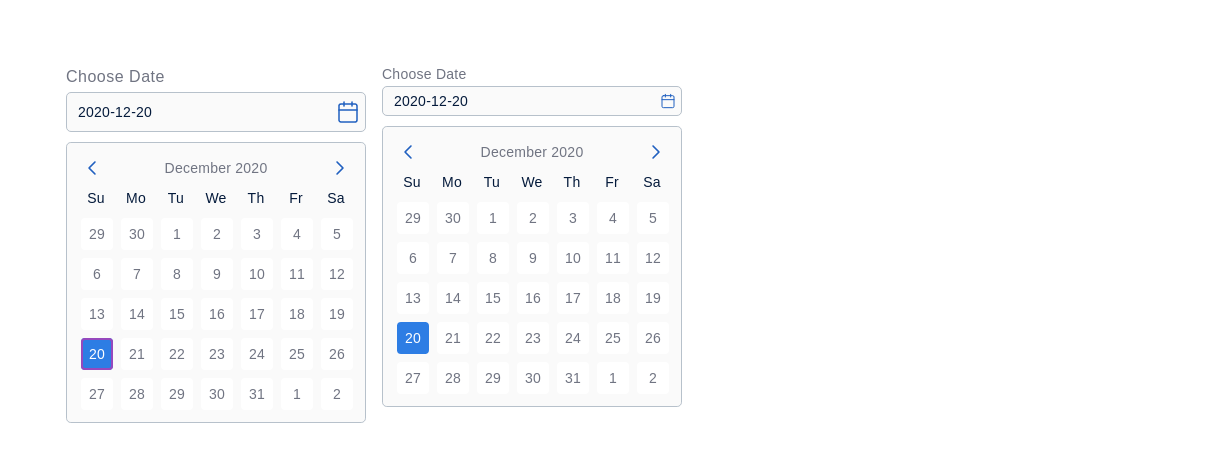 Choose Date
2020-12-20
December 2020
Su Mo Tu We Th Fr Sa
29 30 1 2 3 4 5
6 7 8 9 10 11 12
13 14 15 16 17 18 19
20 21 22 23 24 25 26
27 28 29 30 31 1 2
Choose Date
2020-12-20
December 2020
Su Mo Tu We Th Fr Sa
29 30 1 2 3 4 5
6 7 8 9 10 11 12
13 14 15 16 17 18 19
20 21 22 23 24 25 26
27 28 29 30 31 1 2